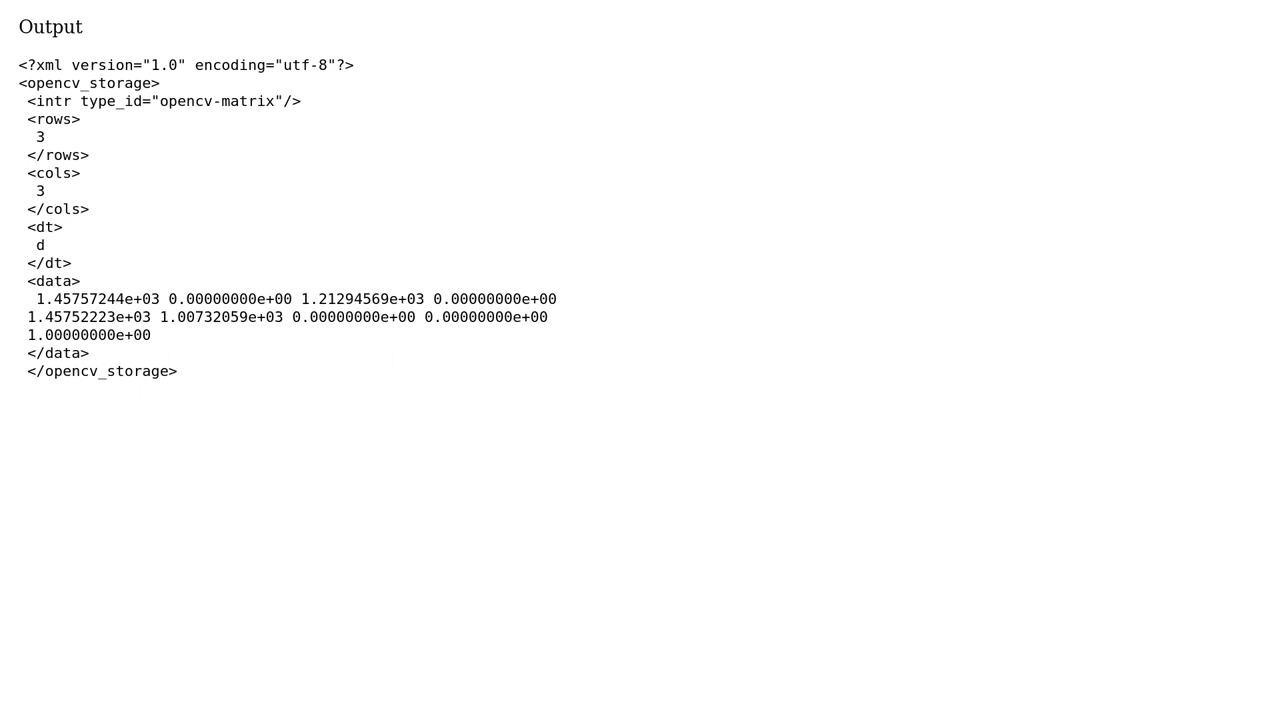 Output
<?xml version="1.0" encoding="utf-8"?>
<opencv_storage>
<intr type_id="opencv-matrix"/>
<rows>
3
</rows>
<cols>
3
</cols>
<dt>
d
</dt>
<data>
1.45757244e+03 0.00000000e+00 1.21294569e+03 0.00000000e+00
1.45752223e+03 1.00732059e+03 0.00000000e+00 0.00000000e+00
1.00000000e+00
</data>
</opencv_storage>